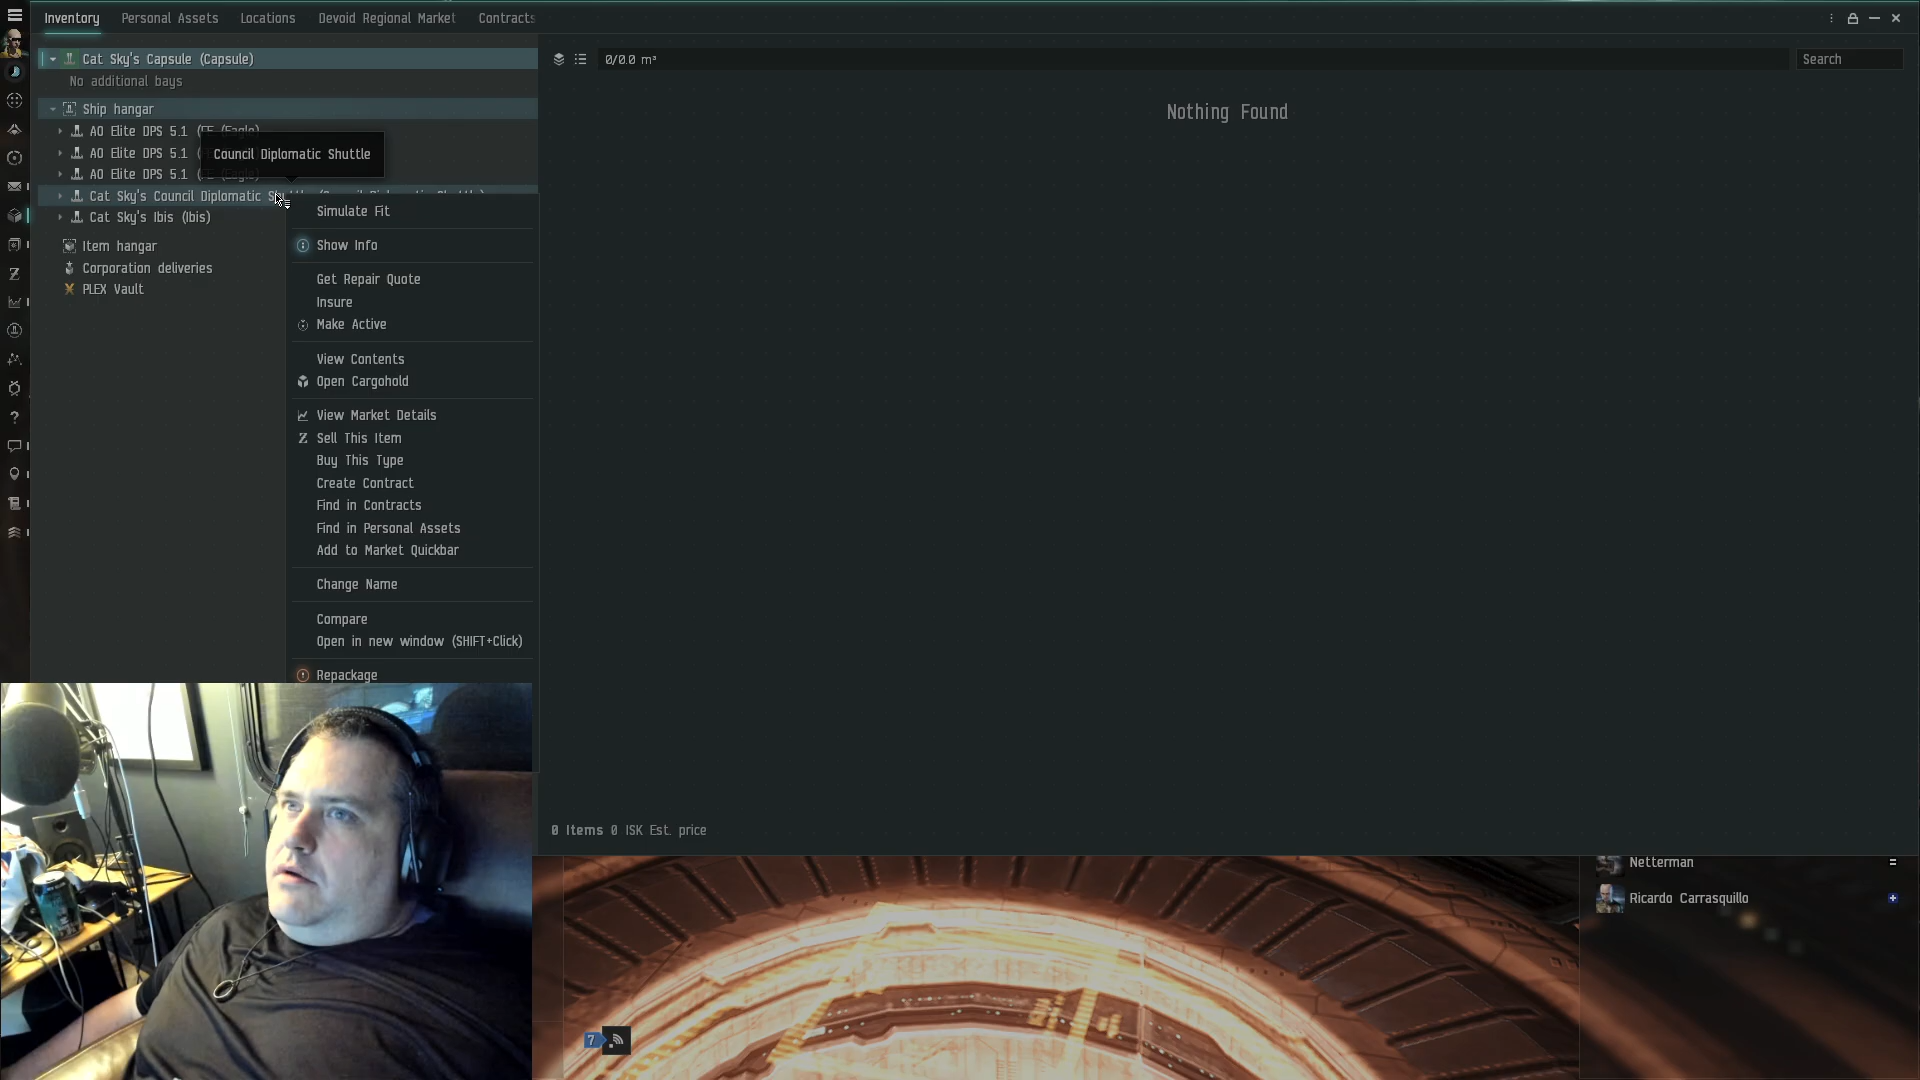 Inventory Personal Assets Locations Devoid Regional Market Contracts
Cat Sky's Capsule (Capsule)
No additional bays
0/0.0 m³
Search
Nothing Found
Ship hangar
AO Elite DPS 5.1 (Eagle)
AO Elite DPS 5.1
Council Diplomatic Shuttle
AO Elite DPS 5.1 (Eagle)
Cat Sky's Council Diplomatic
Cat Sky's Ibis (Ibis)
Item hangar
Corporation deliveries
PLEX Vault
Simulate Fit
Show Info
Get Repair Quote
Insure
Make Active
View Contents
Open Cargohold
View Market Details
Sell This Item
Buy This Type
Create Contract
Find in Contracts
Find in Personal Assets
Add to Market Quickbar
Change Name
Compare
Open in new window (SHIFT+Click)
Repackage
0 Items 0 ISK Est. price
Netterman
Ricardo Carrasquillo
7